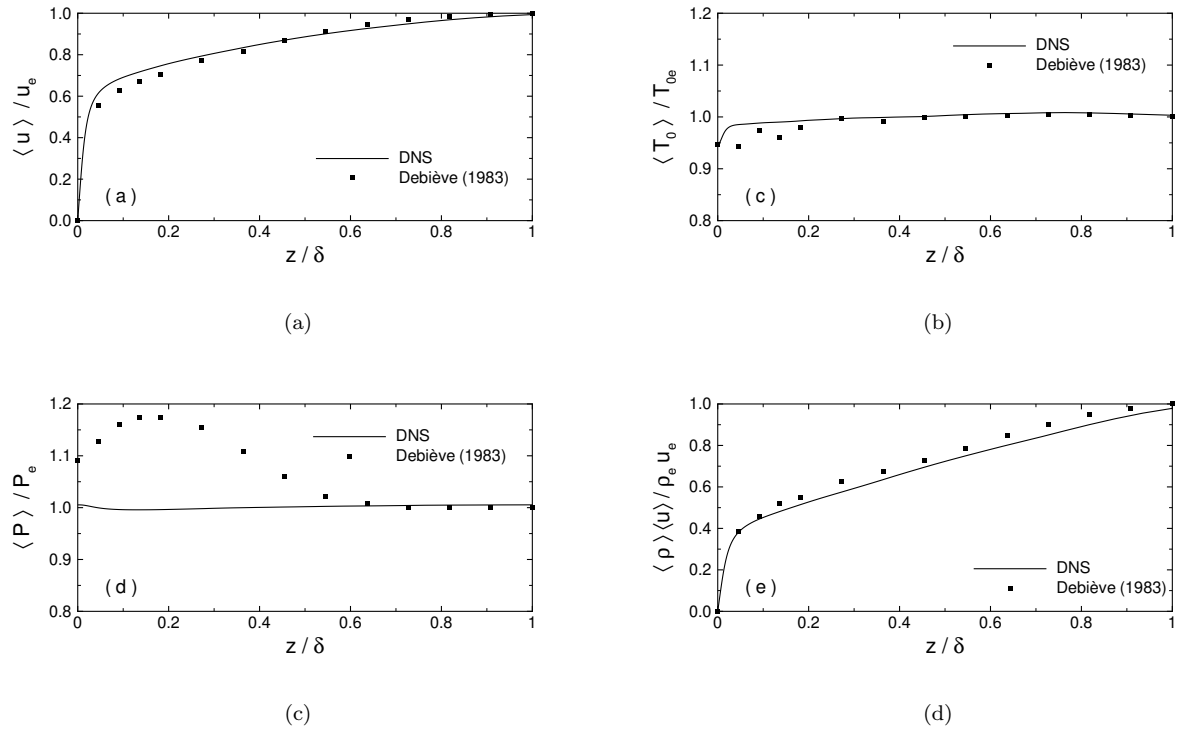 1.0
0.8
0.6
0.4
0.2
0.0
⟨ u ⟩ / u_e
DNS
Debiève (1983)
( a )
0 0.2 0.4 0.6 0.8 1
z / δ
(a)
1.2
1.1
1.0
0.9
0.8
⟨ T_0 ⟩ / T_0e
DNS
Debiève (1983)
( c )
0 0.2 0.4 0.6 0.8 1
z / δ
(b)
1.2
1.1
1.0
0.9
0.8
⟨ P ⟩ / P_e
DNS
Debiève (1983)
( d )
0 0.2 0.4 0.6 0.8 1
z / δ
(c)
1.0
0.8
0.6
0.4
0.2
0.0
⟨ ρ ⟩ ⟨u⟩ / ρ_e u_e
DNS
Debiève (1983)
( e )
0 0.2 0.4 0.6 0.8 1
z / δ
(d)